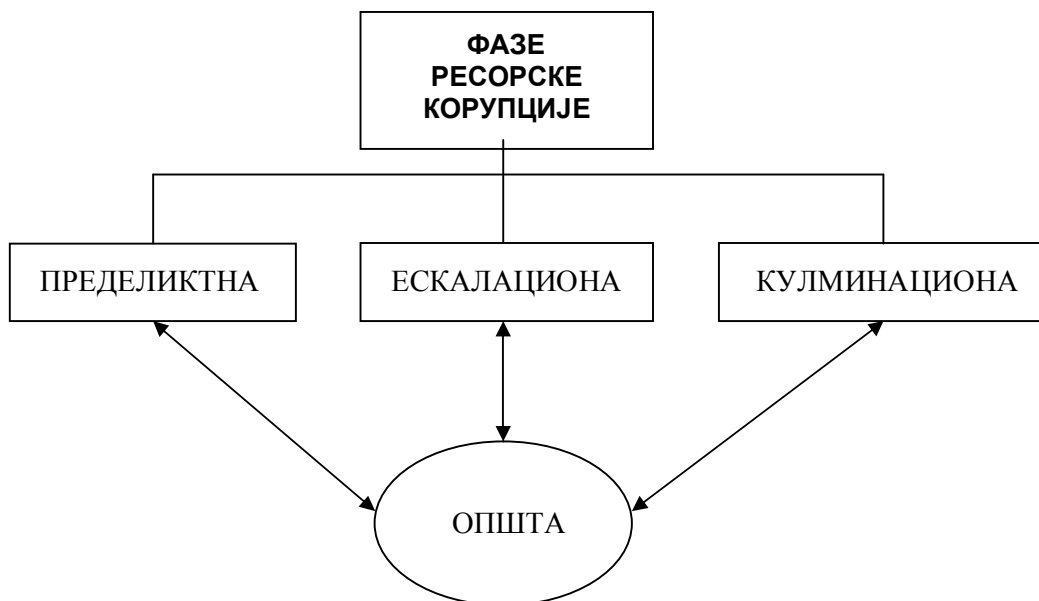 ФАЗЕ
РЕСОРСКЕ
КОРУПЦИЈЕ
ПРЕДЕЛИКТНА
ЕСКАЛАЦИОНА
КУЛМИНАЦИОНА
ОПШТА